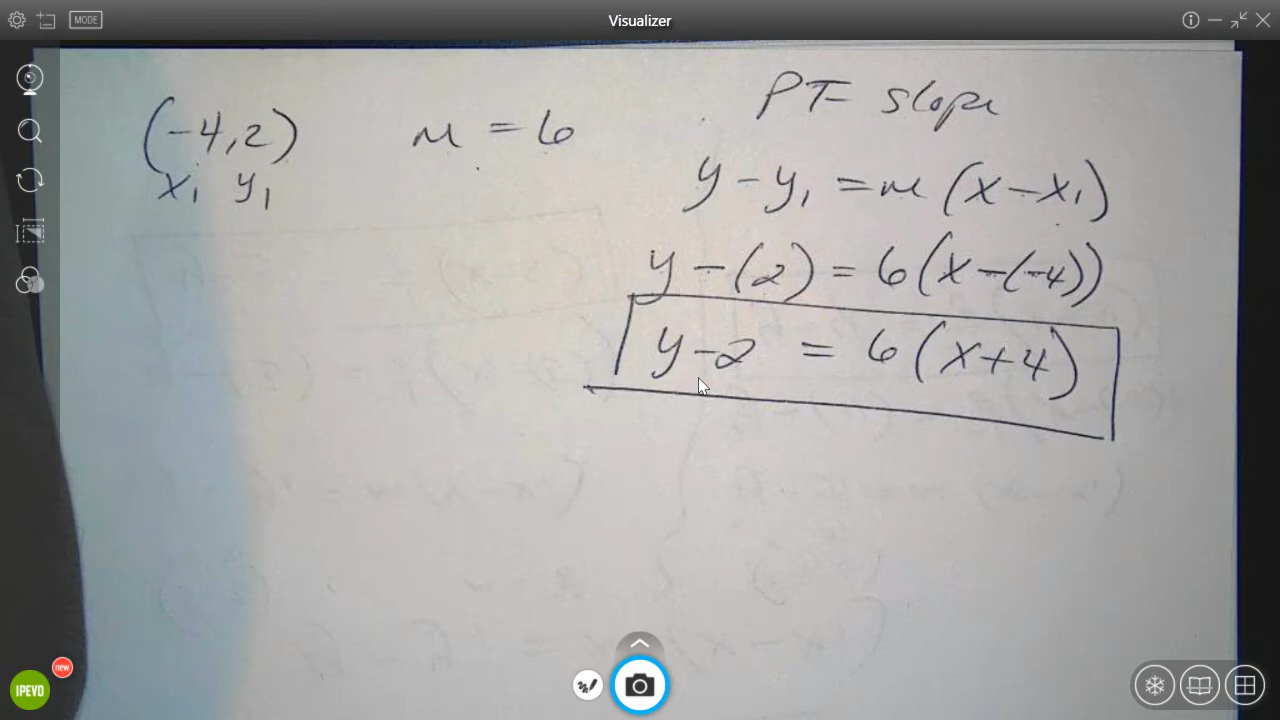 MODE
Visualizer
(-4,2) m = 6
x₁ y₁
PT- slope
y - y₁ = m (x - x₁)
y - (2) = 6 (x - (-4))
y - 2 = 6 (x + 4)
new
IPEVO